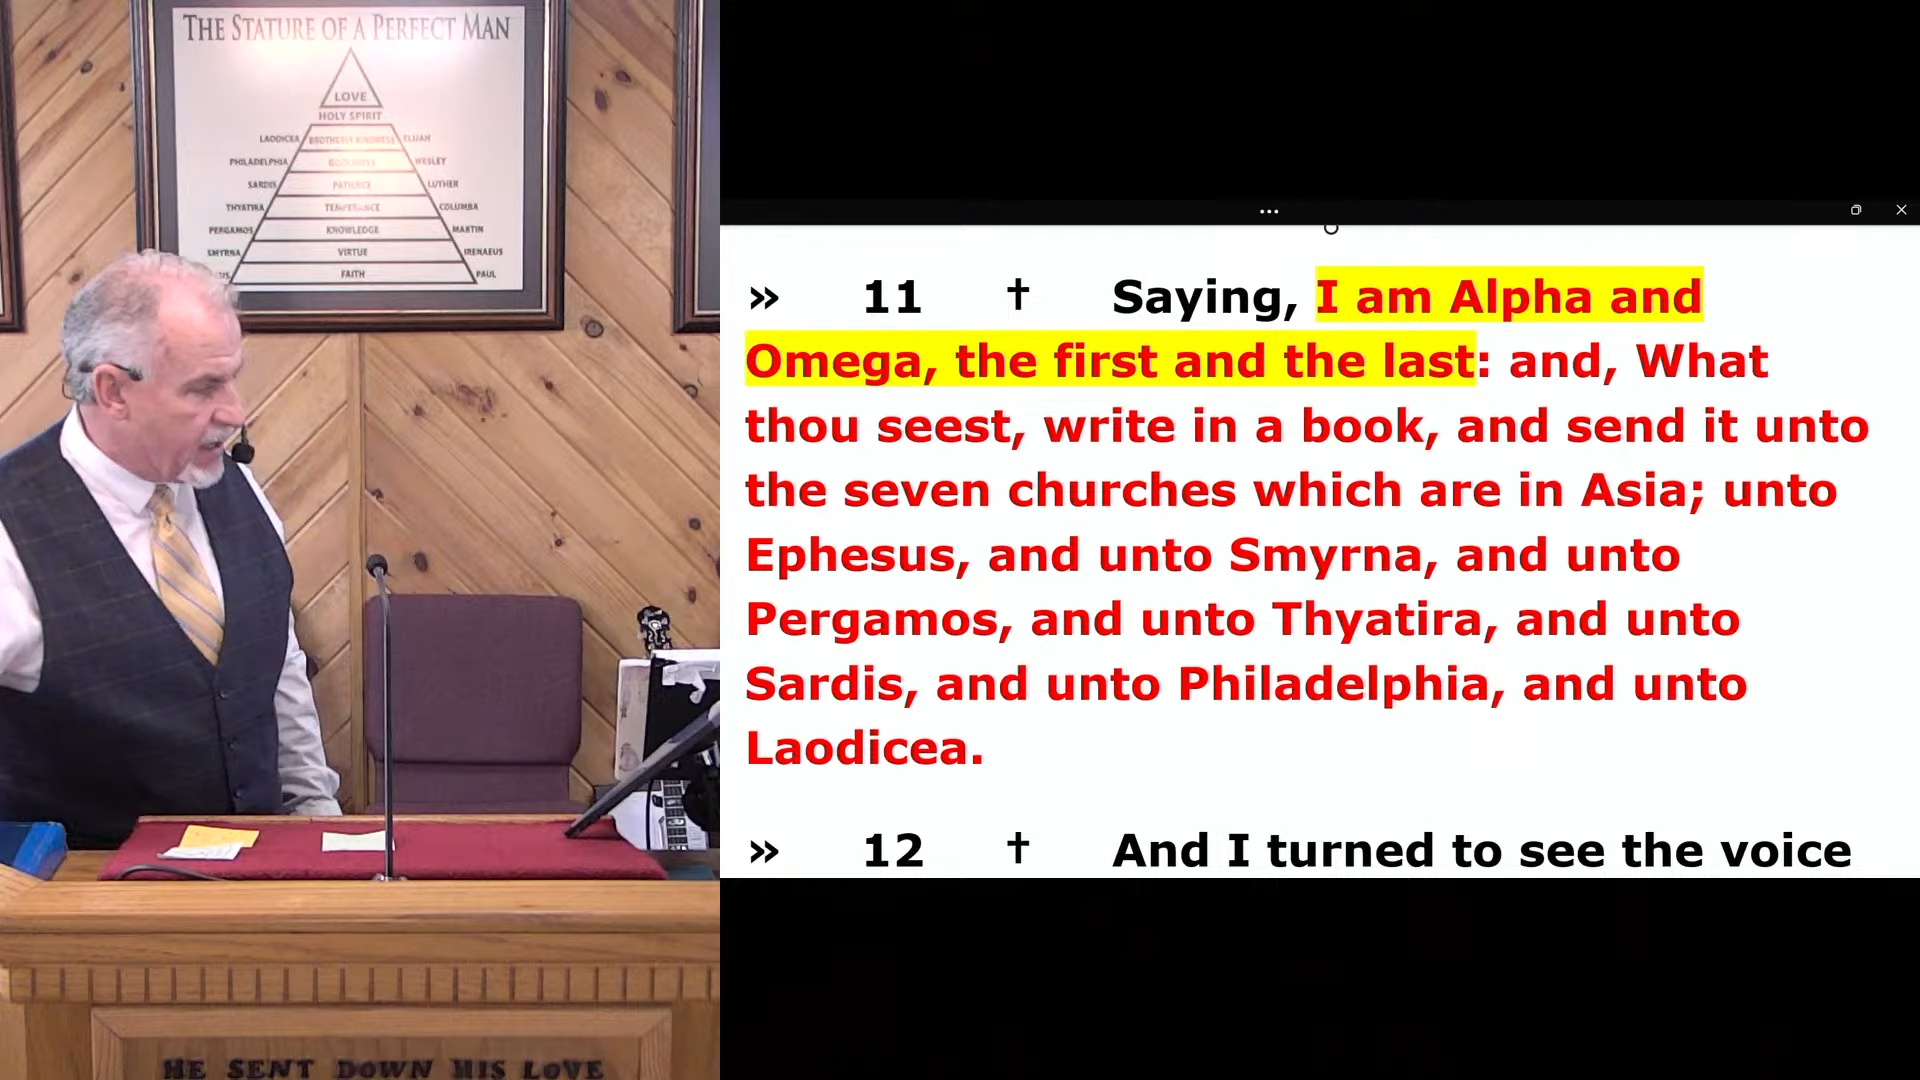 THE STATURE OF A PERFECT MAN
LOVE
HOLY SPIRIT
LAODICEA BROTHERLY KINDNESS ELIJAH
PHILADELPHIA GODLINESS WESLEY
SARDIS PATIENCE LUTHER
THYATIRA TEMPERANCE COLUMBA
PERGAMOS KNOWLEDGE MARTIN
SMYRNA VIRTUE IRENAEUS
US FAITH PAUL
HE SENT DOWN HIS LOVE
» 11 † Saying, I am Alpha and
Omega, the first and the last: and, What
thou seest, write in a book, and send it unto
the seven churches which are in Asia; unto
Ephesus, and unto Smyrna, and unto
Pergamos, and unto Thyatira, and unto
Sardis, and unto Philadelphia, and unto
Laodicea.
» 12 † And I turned to see the voice